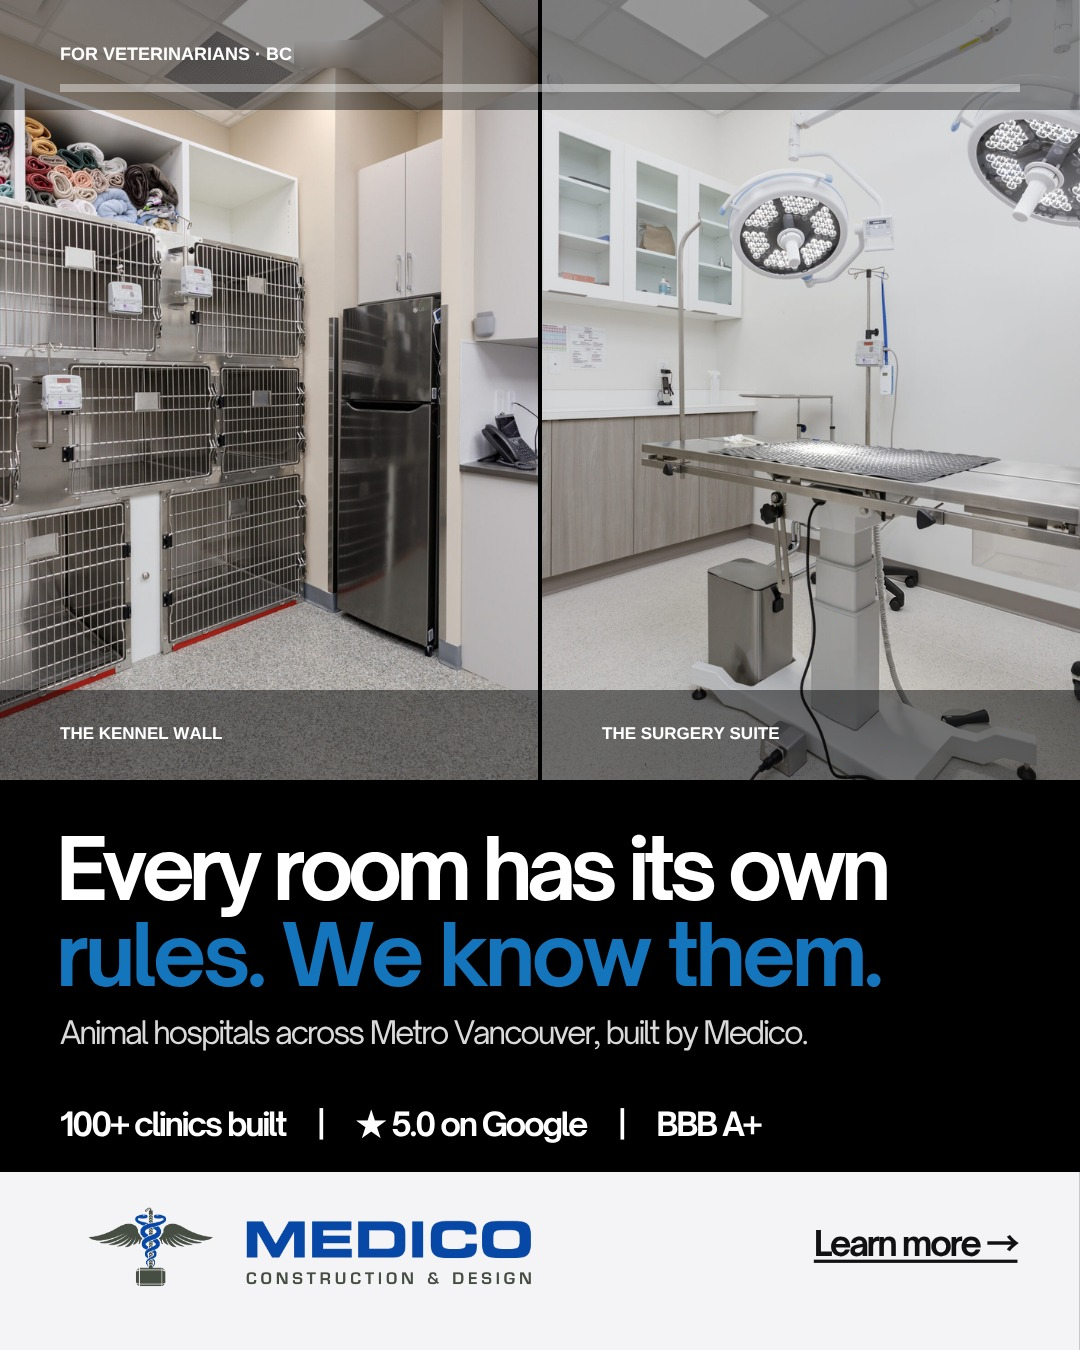 FOR VETERINARIANS · BC
THE KENNEL WALL
THE SURGERY SUITE
Every room has its own
rules. We know them.
Animal hospitals across Metro Vancouver, built by Medico.
100+ clinics built | ★ 5.0 on Google | BBB A+
MEDICO
CONSTRUCTION & DESIGN
Learn more →